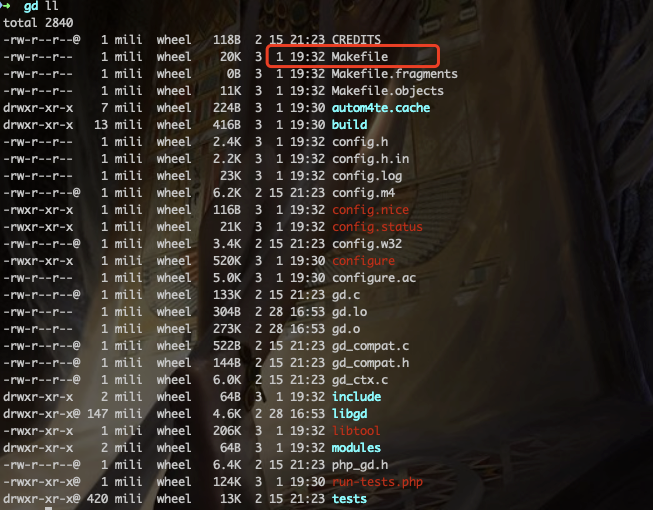 ➜ gd ll
total 2840
-rw-r--r--@ 1 mili wheel 118B 2 15 21:23 CREDITS
-rw-r--r-- 1 mili wheel 20K 3 1 19:32 Makefile
-rw-r--r-- 1 mili wheel 0B 3 1 19:32 Makefile.fragments
-rw-r--r-- 1 mili wheel 11K 3 1 19:32 Makefile.objects
drwxr-xr-x 7 mili wheel 224B 3 1 19:30 autom4te.cache
drwxr-xr-x 13 mili wheel 416B 3 1 19:30 build
-rw-r--r-- 1 mili wheel 2.4K 3 1 19:32 config.h
-rw-r--r-- 1 mili wheel 2.2K 3 1 19:32 config.h.in
-rw-r--r-- 1 mili wheel 23K 3 1 19:32 config.log
-rw-r--r--@ 1 mili wheel 6.2K 2 15 21:23 config.m4
-rwxr-xr-x 1 mili wheel 116B 3 1 19:32 config.nice
-rwxr-xr-x 1 mili wheel 21K 3 1 19:32 config.status
-rw-r--r--@ 1 mili wheel 3.4K 2 15 21:23 config.w32
-rwxr-xr-x 1 mili wheel 520K 3 1 19:30 configure
-rw-r--r-- 1 mili wheel 5.0K 3 1 19:30 configure.ac
-rw-r--r--@ 1 mili wheel 133K 2 15 21:23 gd.c
-rw-r--r-- 1 mili wheel 304B 2 28 16:53 gd.lo
-rw-r--r-- 1 mili wheel 273K 2 28 16:53 gd.o
-rw-r--r--@ 1 mili wheel 522B 2 15 21:23 gd_compat.c
-rw-r--r--@ 1 mili wheel 144B 2 15 21:23 gd_compat.h
-rw-r--r--@ 1 mili wheel 6.0K 2 15 21:23 gd_ctx.c
drwxr-xr-x 2 mili wheel 64B 3 1 19:32 include
drwxr-xr-x@ 147 mili wheel 4.6K 2 28 16:53 libgd
-rwxr-xr-x 1 mili wheel 206K 3 1 19:32 libtool
drwxr-xr-x 2 mili wheel 64B 3 1 19:32 modules
-rw-r--r--@ 1 mili wheel 6.4K 2 15 21:23 php_gd.h
-rwxr-xr-x@ 1 mili wheel 124K 3 1 19:30 run-tests.php
drwxr-xr-x@ 420 mili wheel 13K 2 15 21:23 tests